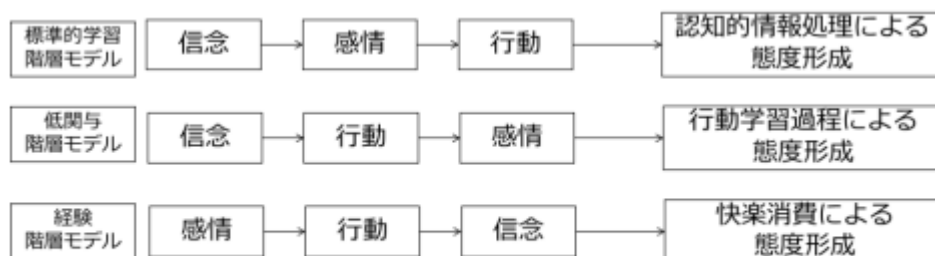 標準的学習
階層モデル
信念
感情
行動
認知的情報処理による
態度形成
低関与
階層モデル
信念
行動
感情
行動学習過程による
態度形成
経験
階層モデル
感情
行動
信念
快楽消費による
態度形成